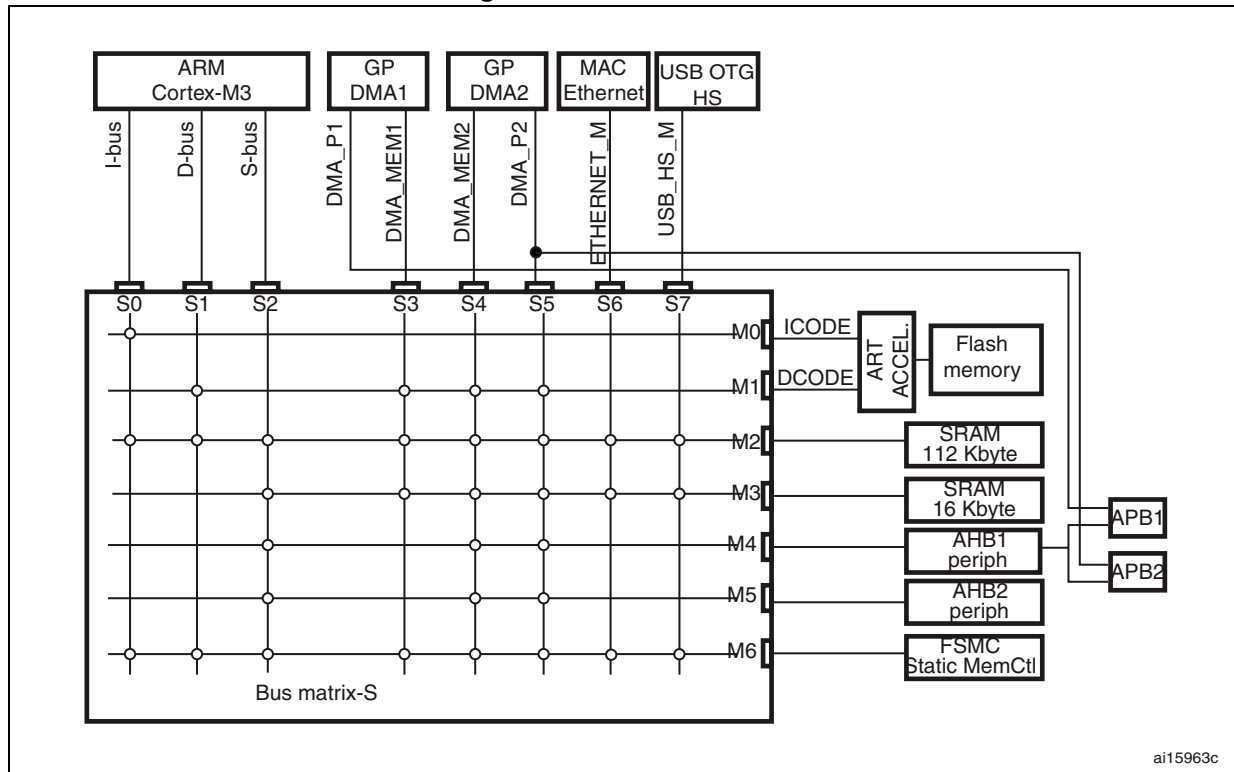 ARM
Cortex-M3
GP
DMA1
GP
DMA2
MAC
Ethernet
USB OTG
HS
I-bus
D-bus
S-bus
DMA_P1
DMA_MEM1
DMA_MEM2
DMA_P2
ETHERNET_M
USB_HS_M
S0
S1
S2
S3
S4
S5
S6
S7
M0
ICODE
ART
ACCEL.
Flash
memory
M1
DCODE
M2
SRAM
112 Kbyte
M3
SRAM
16 Kbyte
APB1
M4
AHB1
periph
APB2
M5
AHB2
periph
M6
FSMC
Static MemCtl
Bus matrix-S
ai15963c